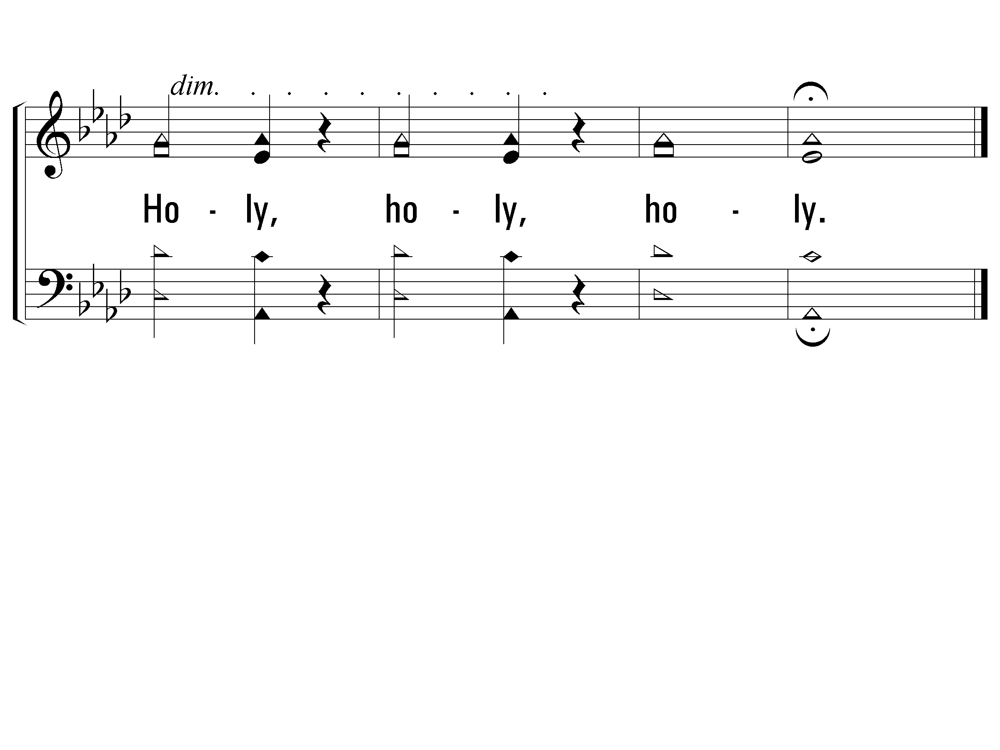 dim. . . . . . . . . .
Ho - ly, ho - ly, ho - ly.